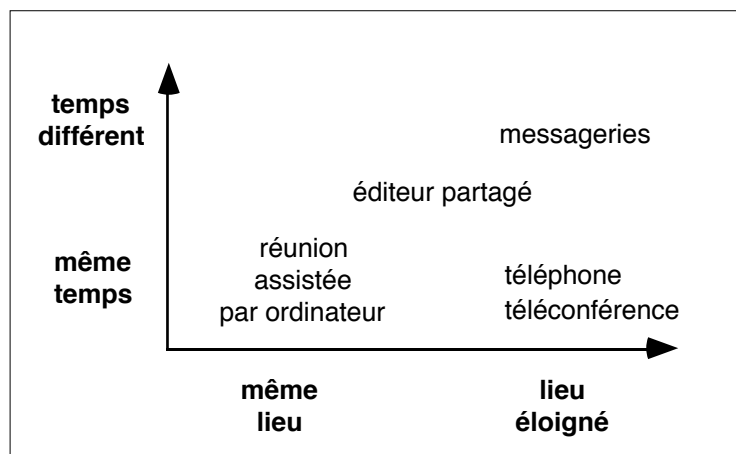 temps
différent
messageries
éditeur partagé
même
temps
réunion
assistée
par ordinateur
téléphone
téléconférence
même
lieu
lieu
éloigné